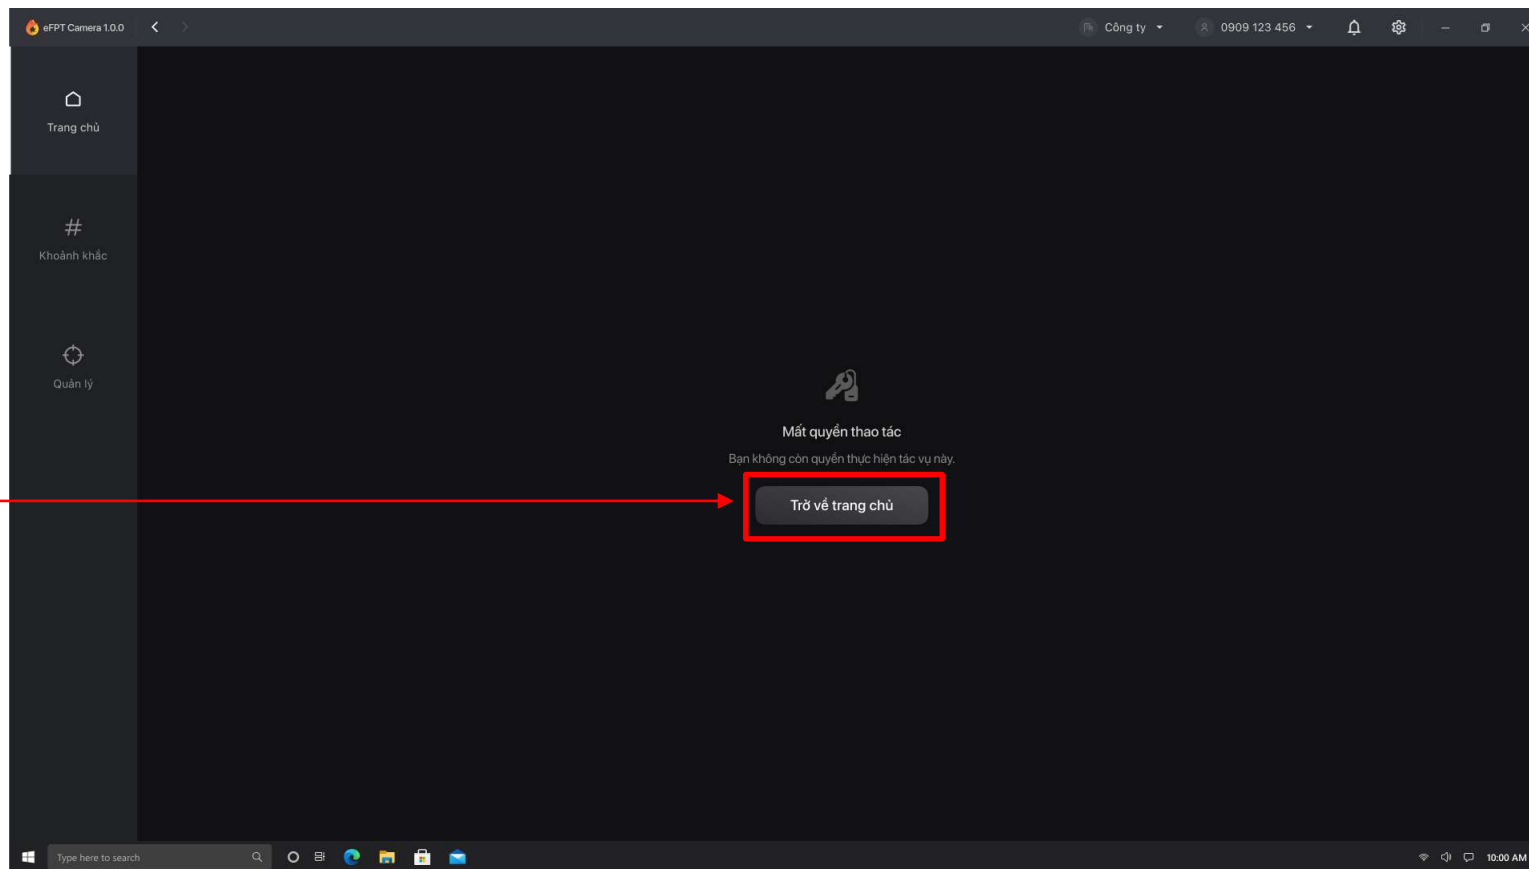 eFPT Camera 1.0.0
Công ty
0909 123 456
Trang chủ
Khoảnh khắc
Quản lý
Mất quyền thao tác
Bạn không còn quyền thực hiện tác vụ này.
Trở về trang chủ
Type here to search
10:00 AM